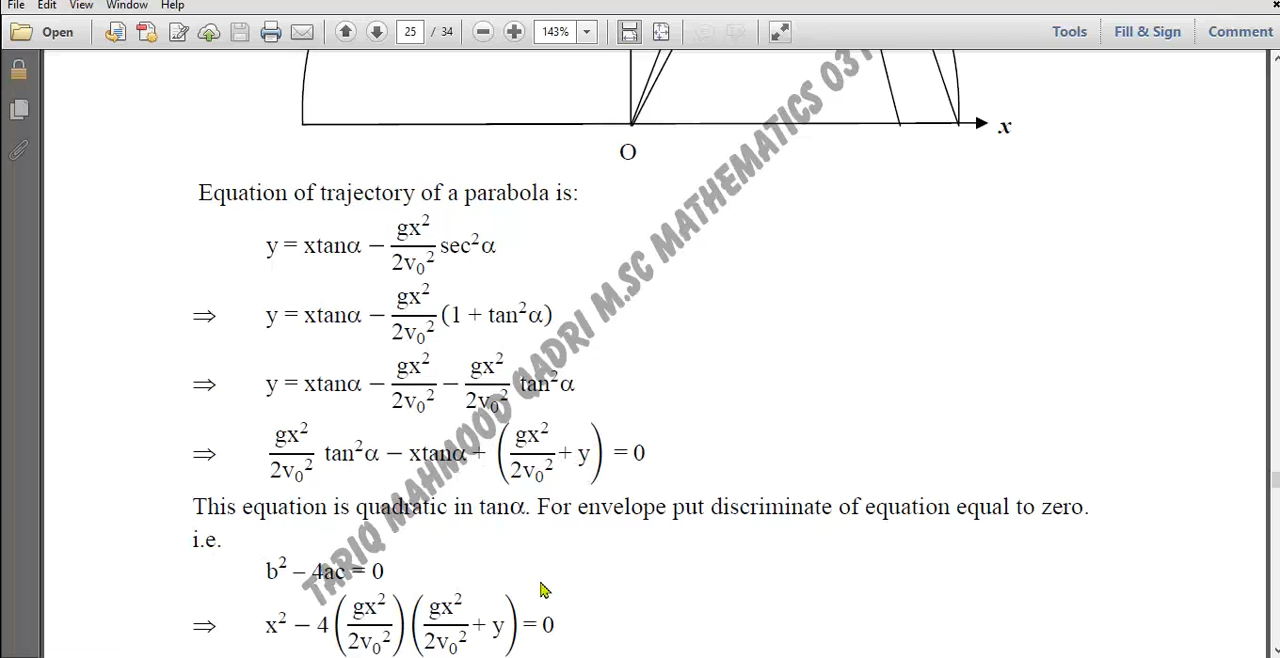 File Edit View Window Help
Open 25 / 34 143% Tools Fill & Sign Comment
x
O
Equation of trajectory of a parabola is:
y = xtanα − gx²/2v₀² sec²α
⇒ y = xtanα − gx²/2v₀² (1 + tan²α)
⇒ y = xtanα − gx²/2v₀² − gx²/2v₀² tan²α
⇒ gx²/2v₀² tan²α − xtanα + (gx²/2v₀² + y) = 0
This equation is quadratic in tanα. For envelope put discriminate of equation equal to zero.
i.e.
b² − 4ac = 0
⇒ x² − 4(gx²/2v₀²)(gx²/2v₀² + y) = 0
TARIQ MAHMOOD QADRI M.SC MATHEMATICS 031